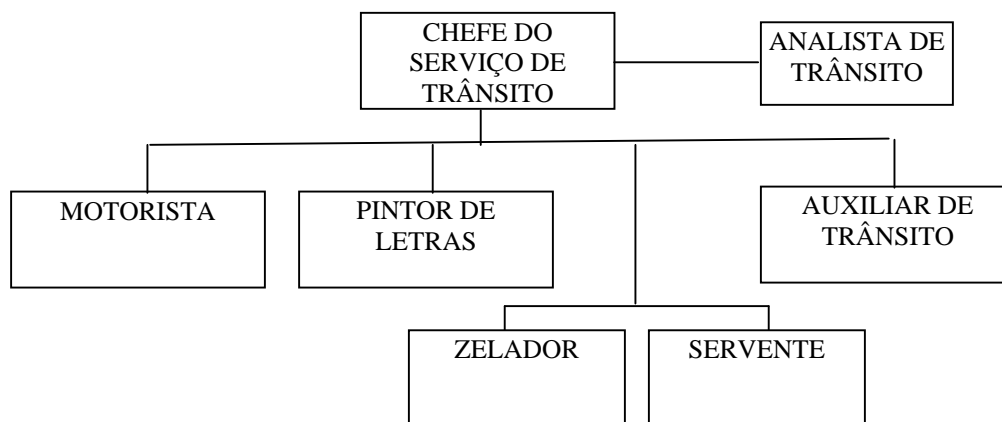 CHEFE DO
SERVIÇO DE
TRÂNSITO
ANALISTA DE
TRÂNSITO
MOTORISTA
PINTOR DE
LETRAS
AUXILIAR DE
TRÂNSITO
ZELADOR
SERVENTE